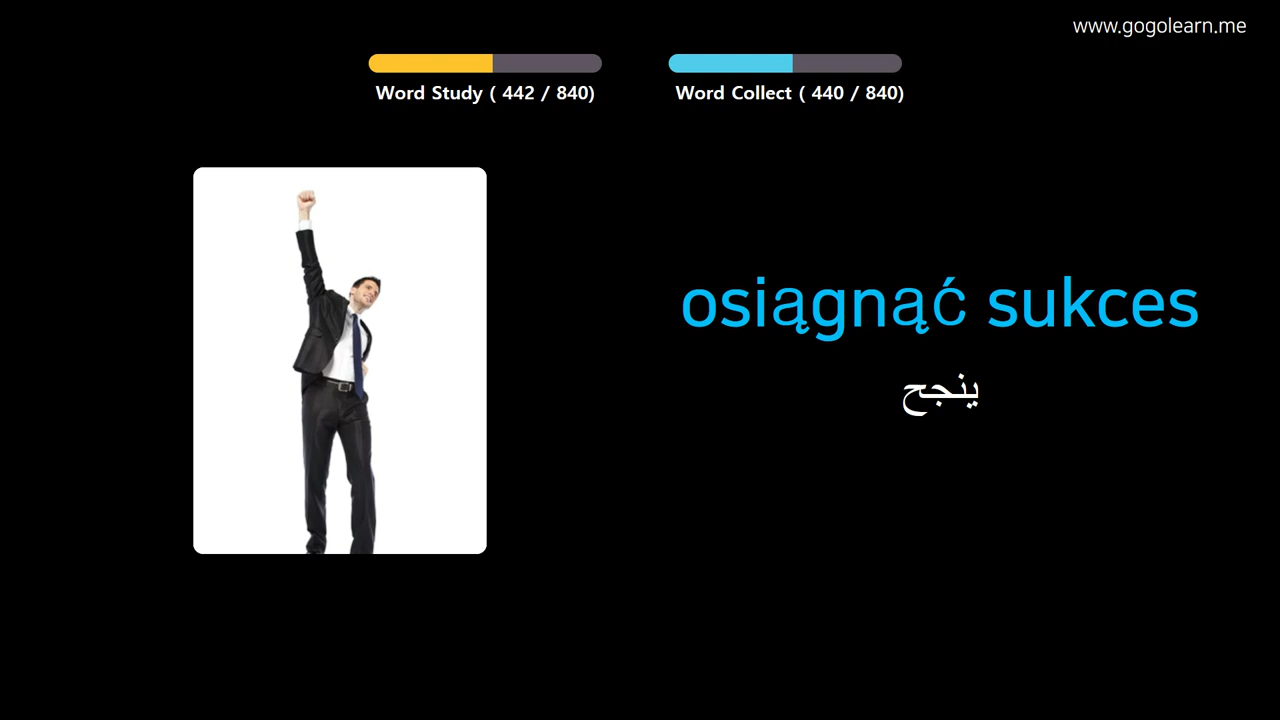 www.gogolearn.me
Word Study ( 442 / 840)
Word Collect ( 440 / 840)
osiągnąć sukces
ينجح